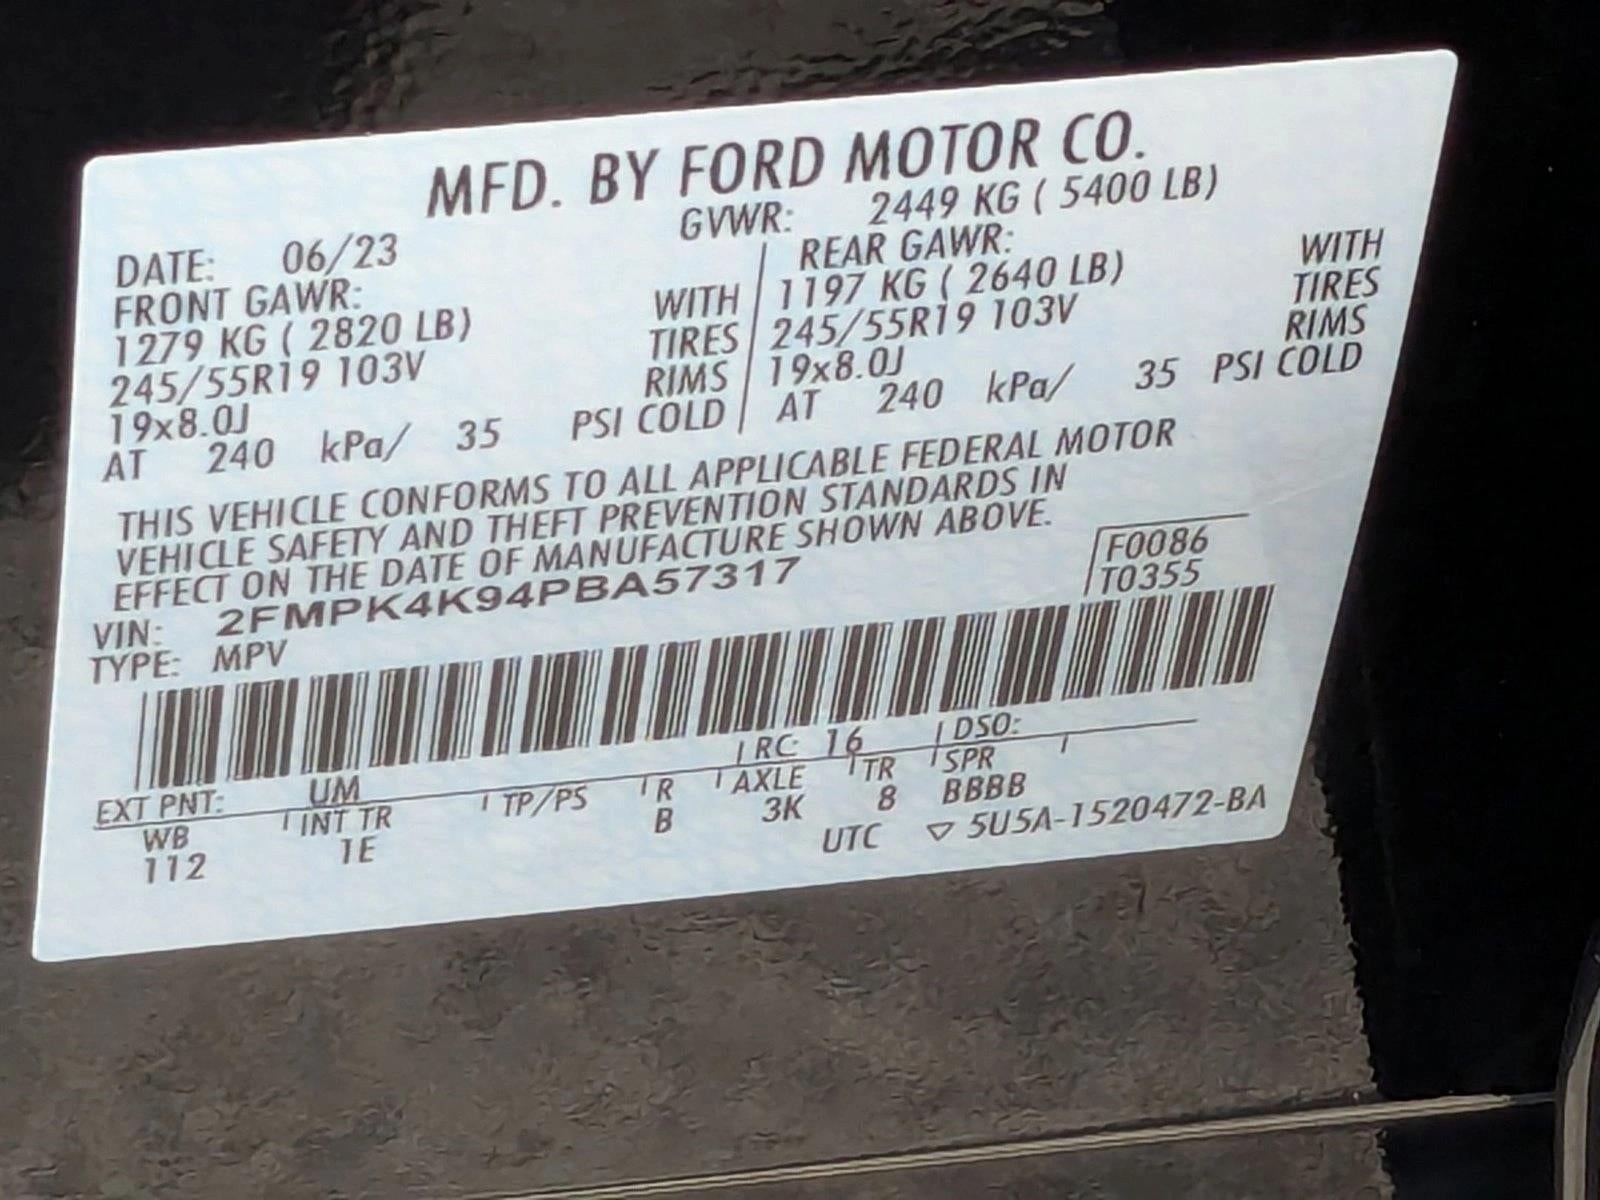 MFD. BY FORD MOTOR CO.
DATE: 06/23 GVWR: 2449 KG ( 5400 LB)
FRONT GAWR:
1279 KG ( 2820 LB) WITH
245/55R19 103V TIRES
19x8.0J RIMS
AT 240 kPa/ 35 PSI COLD
REAR GAWR:
1197 KG ( 2640 LB) WITH
245/55R19 103V TIRES
19x8.0J RIMS
AT 240 kPa/ 35 PSI COLD
THIS VEHICLE CONFORMS TO ALL APPLICABLE FEDERAL MOTOR
VEHICLE SAFETY AND THEFT PREVENTION STANDARDS IN
EFFECT ON THE DATE OF MANUFACTURE SHOWN ABOVE.
VIN: 2FMPK4K94PBA57317
TYPE: MPV
F0086
T0355
EXT PNT: UM RC: 16 DSO:
WB INT TR TP/PS R AXLE TR SPR
112 1E B 3K 8 BBBB
UTC ▽ 5U5A-1520472-BA